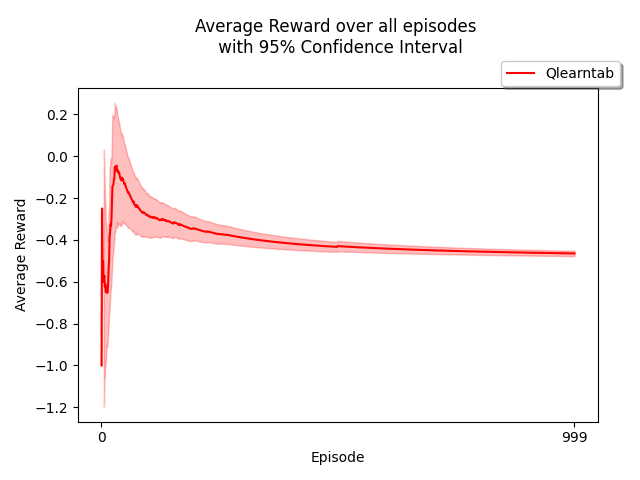 Average Reward over all episodes
with 95% Confidence Interval
Qlearntab
0.2
0.0
−0.2
−0.4
−0.6
−0.8
−1.0
−1.2
Average Reward
0
999
Episode